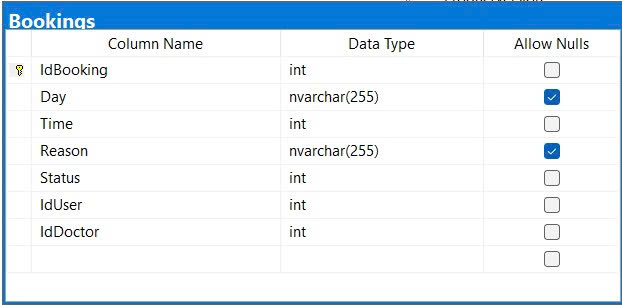 Bookings
Column Name Data Type Allow Nulls
IdBooking int
Day nvarchar(255)
Time int
Reason nvarchar(255)
Status int
IdUser int
IdDoctor int